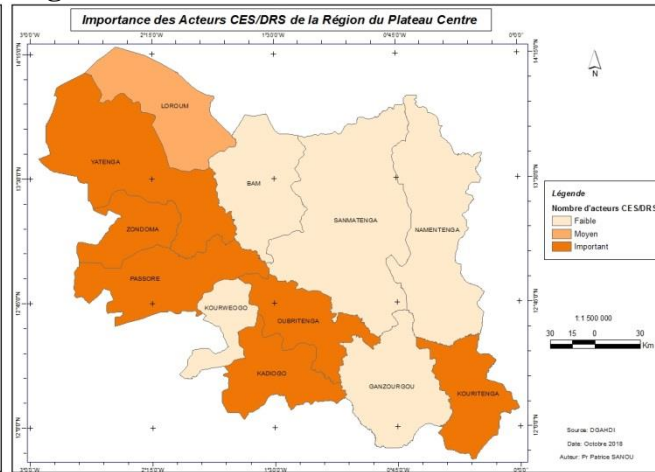 Importance des Acteurs CES/DRS de la Région du Plateau Centre
N
LOROUM
YATENGA
BAM
SANMATENGA
NAMENTENGA
ZONDOMA
PASSORE
KOURWEOGO
OUBRITENGA
KADIOGO
GANZOURGOU
KOURITENGA
Légende
Nombre d'acteurs CES/DRS
Faible
Moyen
Important
1:1 500 000
30 15 0 30
Km
Source: DGAHDI
Date: Octobre 2018
Auteur: Pr Patrice SANOU